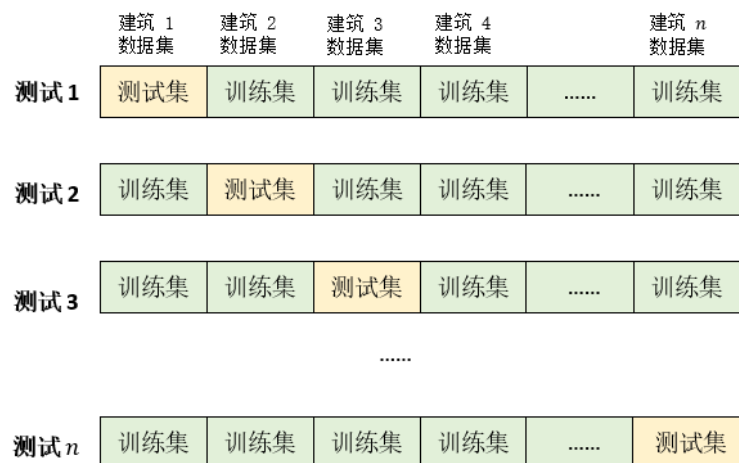 建筑 1 建筑 2 建筑 3 建筑 4 建筑 n
数据集 数据集 数据集 数据集 数据集
测试 1 测试集 训练集 训练集 训练集 ...... 训练集
测试 2 训练集 测试集 训练集 训练集 ...... 训练集
测试 3 训练集 训练集 测试集 训练集 ...... 训练集
......
测试 n 训练集 训练集 训练集 训练集 ...... 测试集